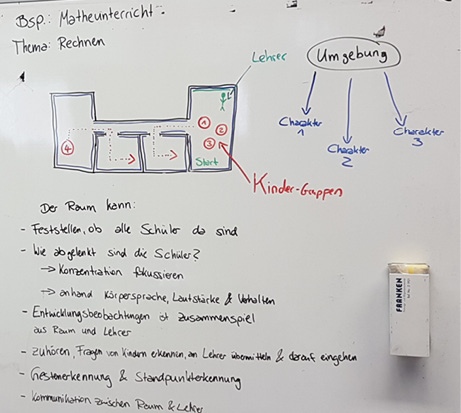 Bsp.: Matheunterricht
Thema: Rechnen
Lehrer
Umgebung
1
2
3
4
Start
Kinder-Gruppen
Charakter
1
Charakter
2
Charakter
3
Der Raum kann:
- Feststellen, ob alle Schüler da sind
- Wie abgelenkt sind die Schüler?
→ Konzentration fokussieren
→ anhand Körpersprache, Lautstärke & Verhalten
- Entwicklungsbeobachtungen ist zusammenspiel
aus Raum und Lehrer
- Zuhören, Fragen von Kindern erkennen, an Lehrer übermitteln & darauf eingehen
- Gestenerkennung & Standpunkterkennung
- Kommunikation zwischen Raum & Lehrer
FRANKEN